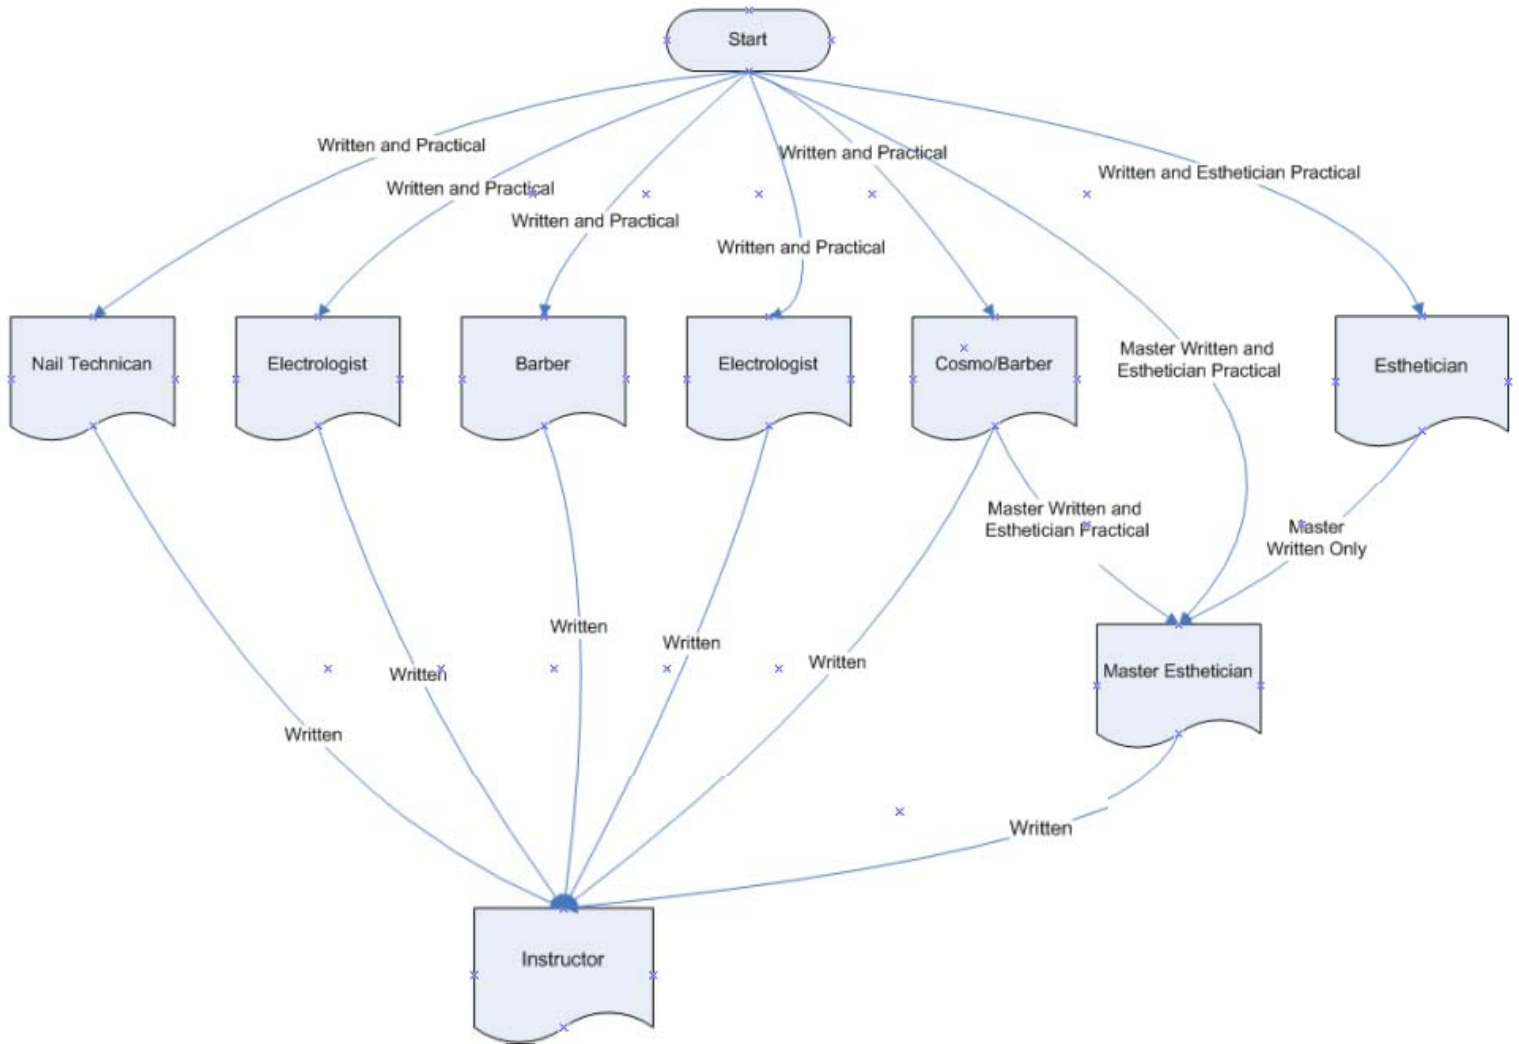 Start
Written and Practical
Written and Practical
Written and Practical
Written and Practical
Written and Practical
Written and Esthetician Practical
Nail Technican
Electrologist
Barber
Electrologist
Cosmo/Barber
Master Written and
Esthetician Practical
Esthetician
Master Written and
Esthetician Practical
Master
Written Only
Written
Written
Written
Written
Written
Master Esthetician
Written
Instructor